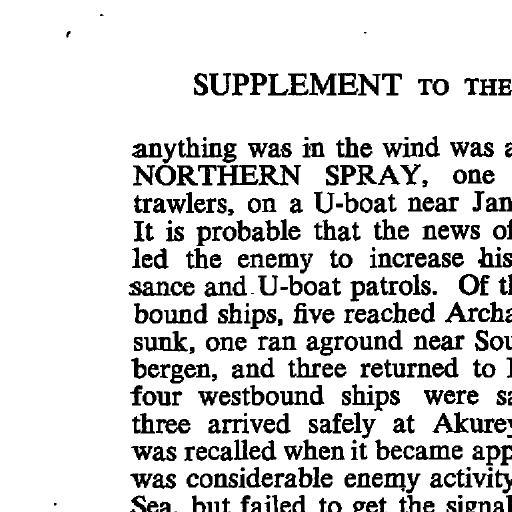 SUPPLEMENT TO THE
anything was in the wind was a
NORTHERN SPRAY, one
trawlers, on a U-boat near Jan
It is probable that the news of
led the enemy to increase his
sance and U-boat patrols. Of th
bound ships, five reached Archa
sunk, one ran aground near Sou
bergen, and three returned to
four westbound ships were sa
three arrived safely at Akurey
was recalled when it became app
was considerable enemy activity
Sea, but failed to get the signal